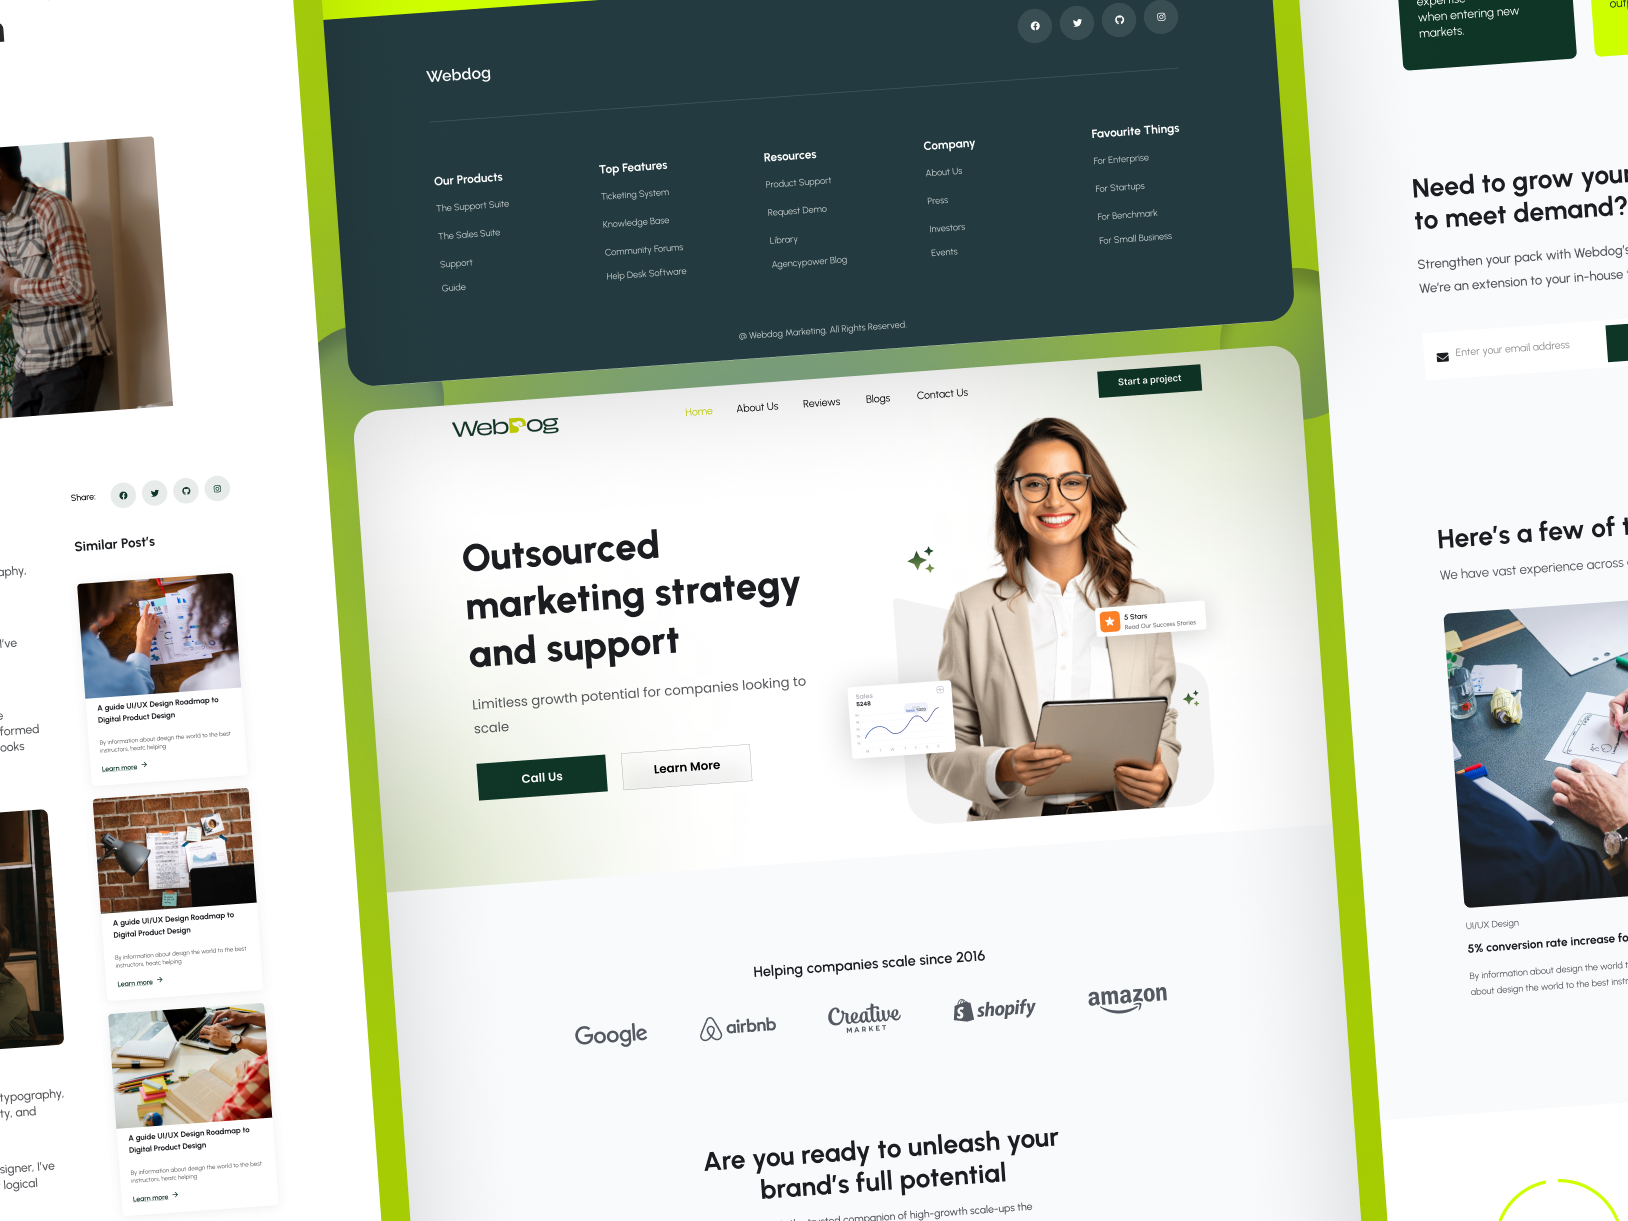 Share:
Similar Post's
aphy,
I've
e
formed
ooks
A guide UI/UX Design Roadmap to
Digital Product Design
By information about design the world to the best
instructors, heatc helping
Learn more
A guide UI/UX Design Roadmap to
Digital Product Design
By information about design the world to the best
instructors, heatc helping
Learn more
typography,
ty, and
signer, I've
logical
A guide UI/UX Design Roadmap to
Digital Product Design
By information about design the world to the best
instructors, heatc helping
Learn more
Webdog
Our Products
The Support Suite
The Sales Suite
Support
Guide
Top Features
Ticketing System
Knowledge Base
Community Forums
Help Desk Software
Resources
Product Support
Request Demo
Library
Agencypower Blog
Company
About Us
Press
Investors
Events
Favourite Things
For Enterprise
For Startups
For Benchmark
For Small Business
@ Webdog Marketing, All Rights Reserved.
WebDog
Home
About Us
Reviews
Blogs
Contact Us
Start a project
Outsourced
marketing strategy
and support
Limitless growth potential for companies looking to
scale
Call Us
Learn More
5 Stars
Read Our Success Stories
Sales
5248
Helping companies scale since 2016
Google
airbnb
Creative
MARKET
shopify
amazon
Are you ready to unleash your
brand's full potential
trusted companion of high-growth scale-ups the
when entering new
markets.
Need to grow your
to meet demand?
Strengthen your pack with Webdog's
We're an extension to your in-house
Enter your email address
Here's a few of
We have vast experience across
UI/UX Design
5% conversion rate increase fo
By information about design the world
about design the world to the best instr